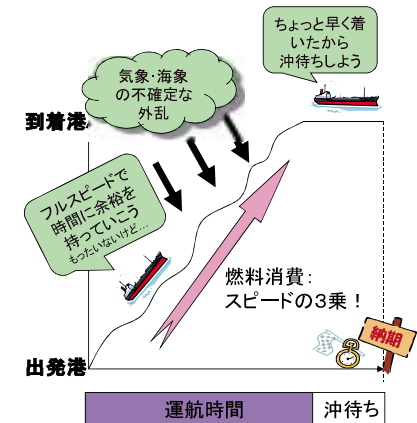 ちょっと早く着
いたから
沖待ちしよう
気象・海象
の不確定な
外乱
到着港
フルスピードで
時間に余裕を
持っていこう
もったいないけど…
燃料消費：
スピードの３乗！
納期
出発港
運航時間
沖待ち